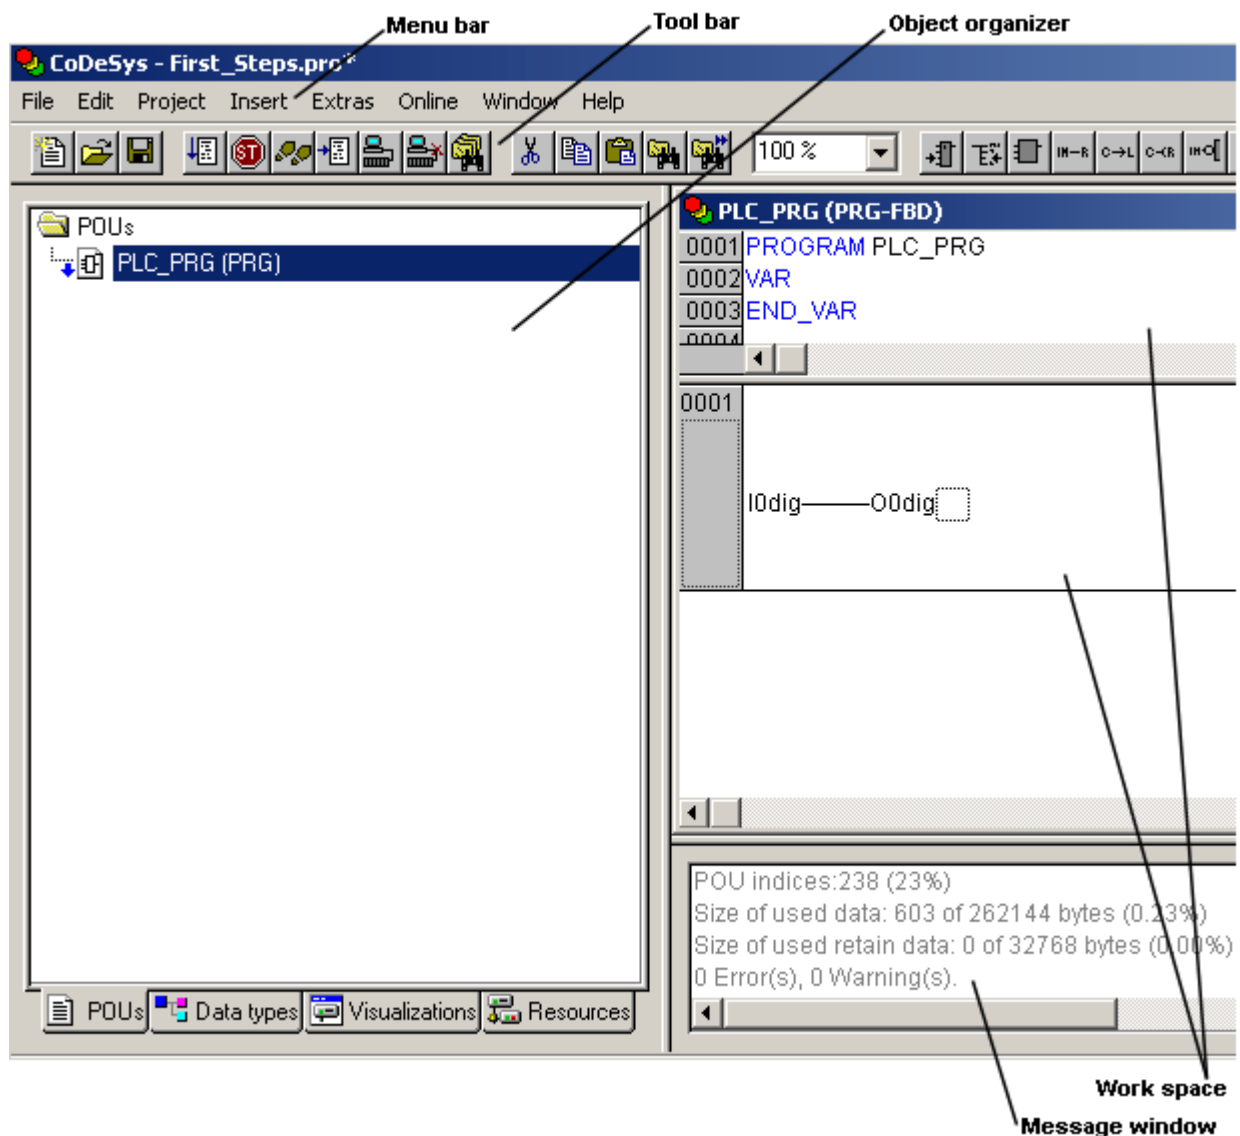 Menu bar
Tool bar
Object organizer
CoDeSys - First_Steps.pro*
File Edit Project Insert Extras Online Window Help
ST
100 %
IN-R
C→L
POUs
PLC_PRG (PRG)
PLC_PRG (PRG-FBD)
0001 PROGRAM PLC_PRG
0002 VAR
0003 END_VAR
0004
0001
I0dig O0dig
POU indices:238 (23%)
Size of used data: 603 of 262144 bytes (0.23%)
Size of used retain data: 0 of 32768 bytes (0.00%)
0 Error(s), 0 Warning(s).
POUs Data types Visualizations Resources
Work space
Message window